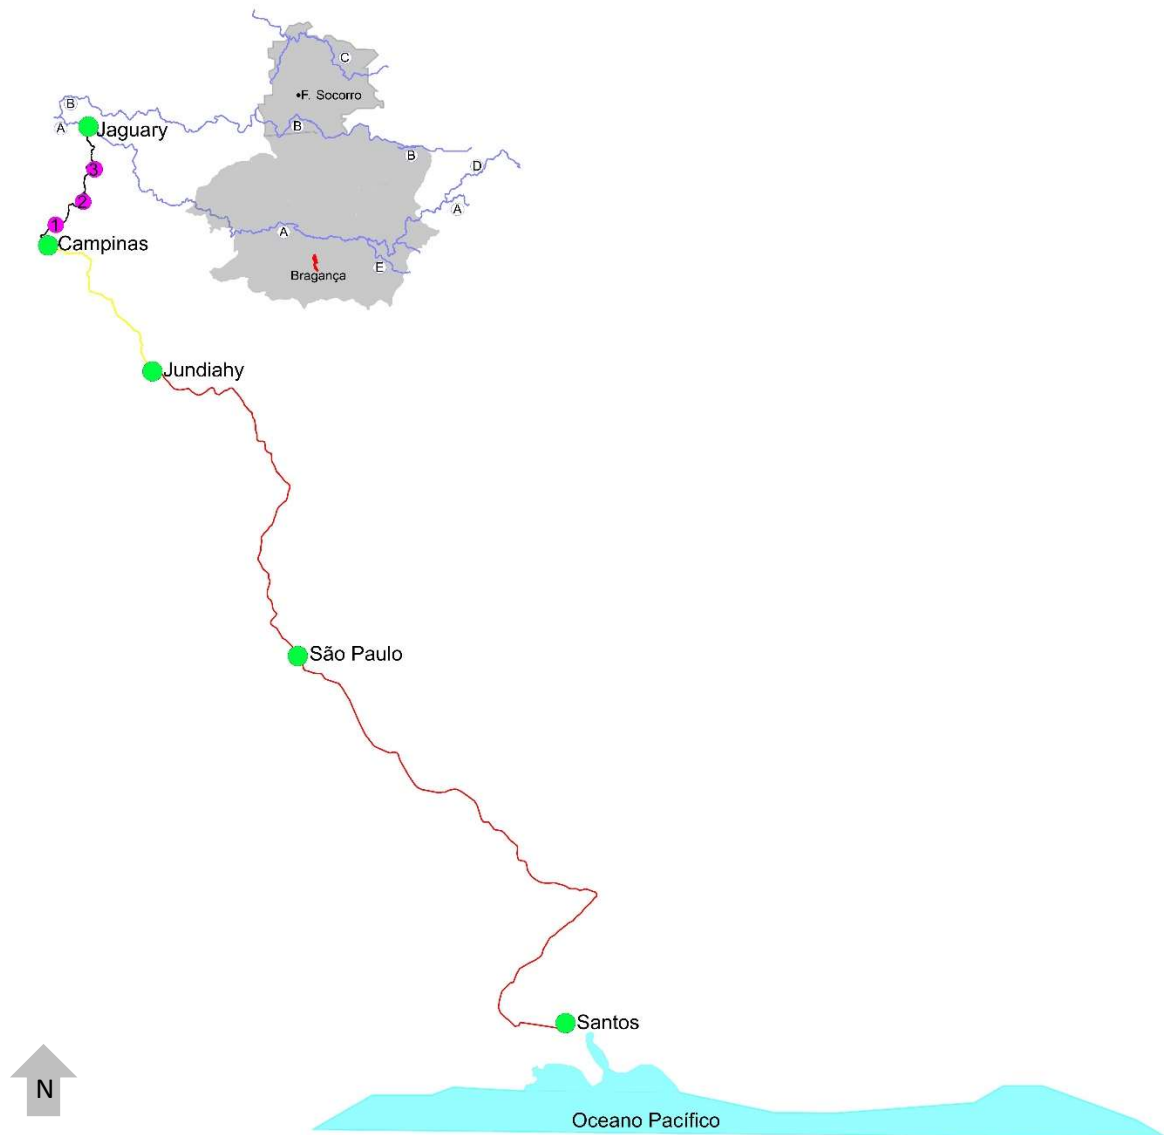 C
•F. Socorro
B
B
A
Jaguary
B
B
D
3
A
2
1
A
Campinas
E
Bragança
Jundiahy
São Paulo
Santos
N
Oceano Pacífico